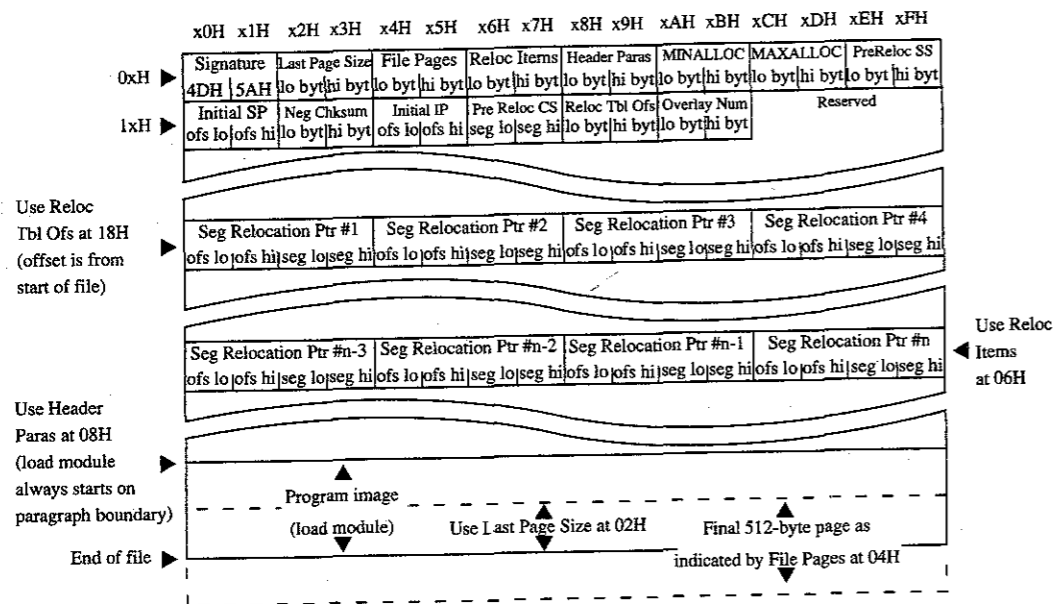 x0H x1H x2H x3H x4H x5H x6H x7H x8H x9H xAH xBH xCH xDH xEH xFH
Signature Last Page Size File Pages Reloc Items Header Paras MINALLOC MAXALLOC PreReloc SS
0xH
4DH 5AH lo byt hi byt lo byt hi byt lo byt hi byt lo byt hi byt lo byt hi byt lo byt hi byt lo byt hi byt
Initial SP Neg Chksum Initial IP Pre Reloc CS Reloc Tbl Ofs Overlay Num Reserved
1xH
ofs lo ofs hi lo byt hi byt ofs lo ofs hi seg lo seg hi lo byt hi byt lo byt hi byt
Use Reloc
Tbl Ofs at 18H
(offset is from
start of file)
Seg Relocation Ptr #1 Seg Relocation Ptr #2 Seg Relocation Ptr #3 Seg Relocation Ptr #4
ofs lo ofs hi seg lo seg hi ofs lo ofs hi seg lo seg hi ofs lo ofs hi seg lo seg hi ofs lo ofs hi seg lo seg hi
Seg Relocation Ptr #n-3 Seg Relocation Ptr #n-2 Seg Relocation Ptr #n-1 Seg Relocation Ptr #n
ofs lo ofs hi seg lo seg hi ofs lo ofs hi seg lo seg hi ofs lo ofs hi seg lo seg hi ofs lo ofs hi seg lo seg hi
Use Reloc
Items
at 06H
Use Header
Paras at 08H
(load module
always starts on
paragraph boundary)
End of file
Program image
(load module)
Use Last Page Size at 02H
Final 512-byte page as
indicated by File Pages at 04H